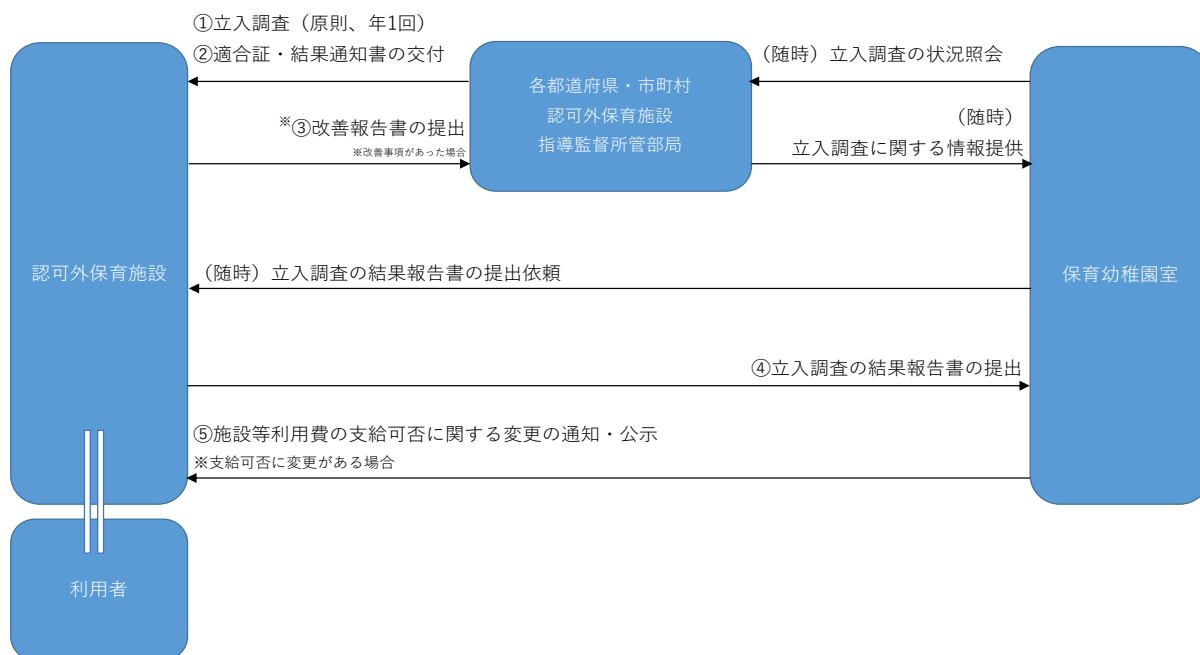 ①立入調査（原則、年1回）
②適合証・結果通知書の交付
（随時）立入調査の状況照会
各都道府県・市町村
認可外保育施設
指導監督所管部局
※③改善報告書の提出
※改善事項があった場合
（随時）
立入調査に関する情報提供
認可外保育施設
（随時）立入調査の結果報告書の提出依頼
保育幼稚園室
④立入調査の結果報告書の提出
⑤施設等利用費の支給可否に関する変更の通知・公示
※支給可否に変更がある場合
利用者